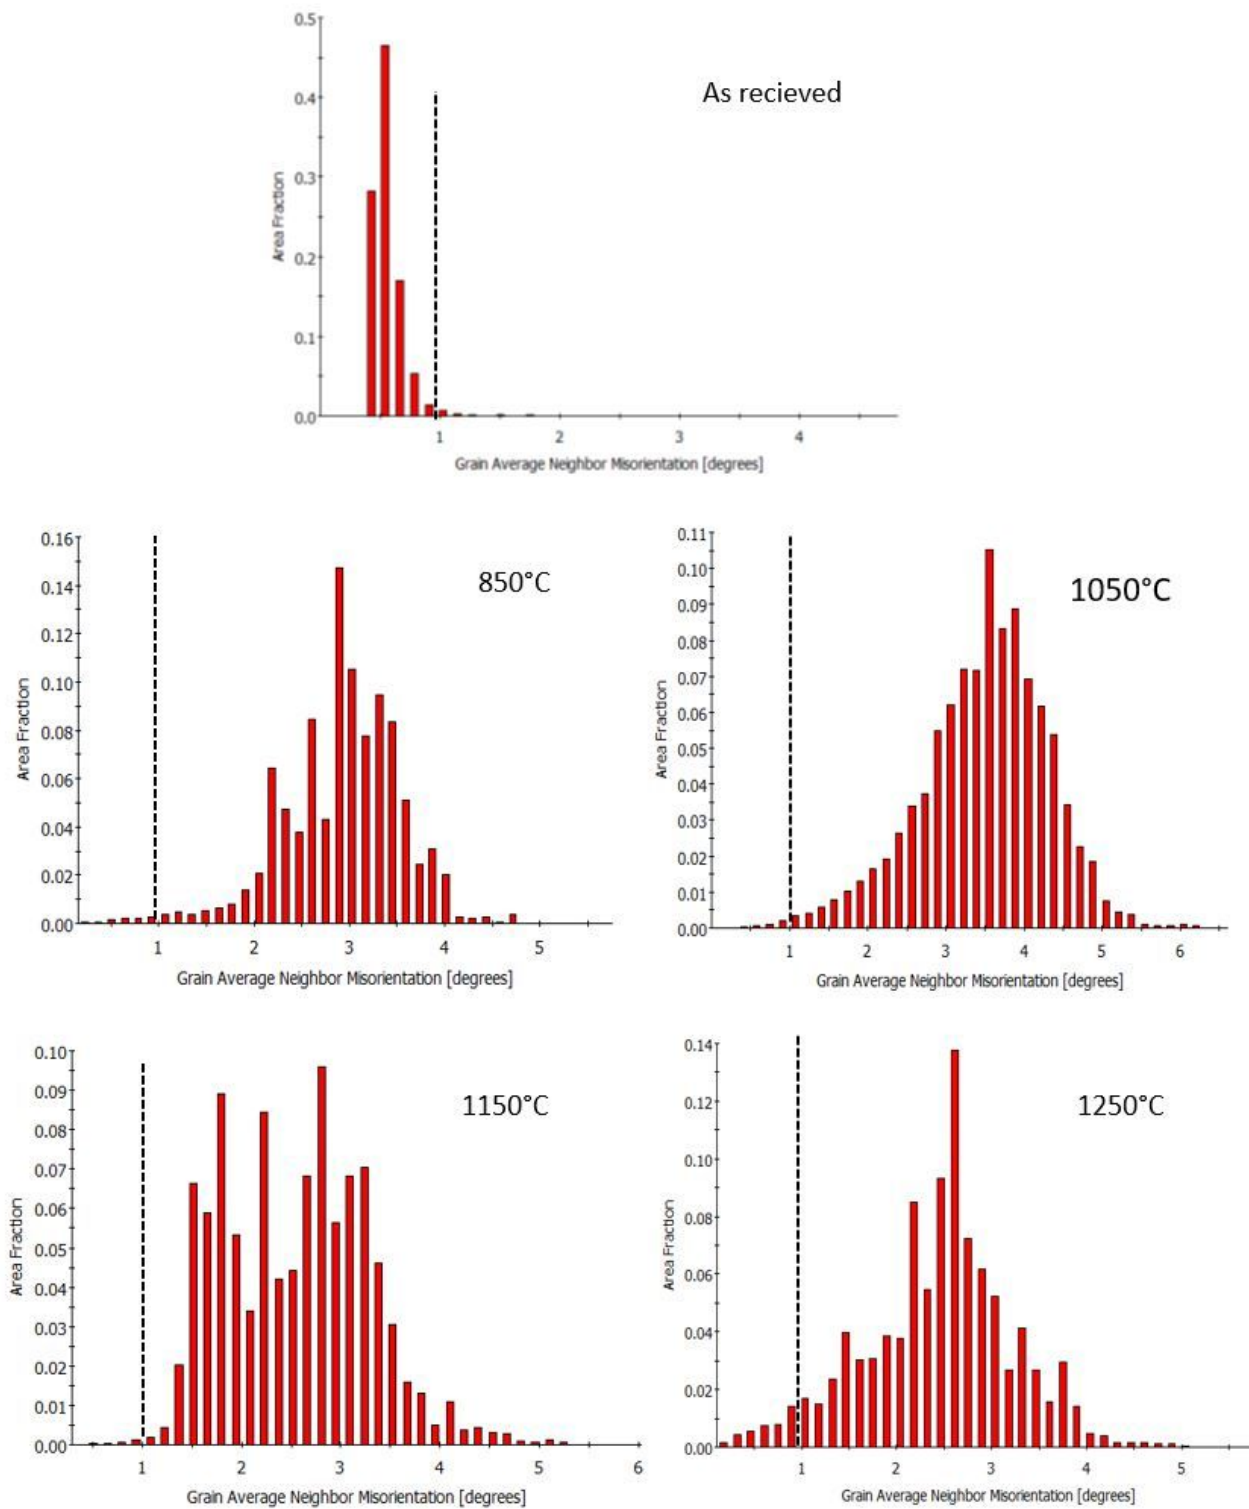 As recieved
0.5
0.4
0.3
0.2
0.1
0.0
Area Fraction
1 2 3 4
Grain Average Neighbor Misorientation [degrees]
850°C
0.16
0.14
0.12
0.10
0.08
0.06
0.04
0.02
0.00
Area Fraction
1 2 3 4 5
Grain Average Neighbor Misorientation [degrees]
1050°C
0.11
0.10
0.09
0.08
0.07
0.06
0.05
0.04
0.03
0.02
0.01
0.00
Area Fraction
1 2 3 4 5 6
Grain Average Neighbor Misorientation [degrees]
1150°C
0.10
0.09
0.08
0.07
0.06
0.05
0.04
0.03
0.02
0.01
0.00
Area Fraction
1 2 3 4 5 6
Grain Average Neighbor Misorientation [degrees]
1250°C
0.14
0.12
0.10
0.08
0.06
0.04
0.02
0.00
Area Fraction
1 2 3 4 5
Grain Average Neighbor Misorientation [degrees]